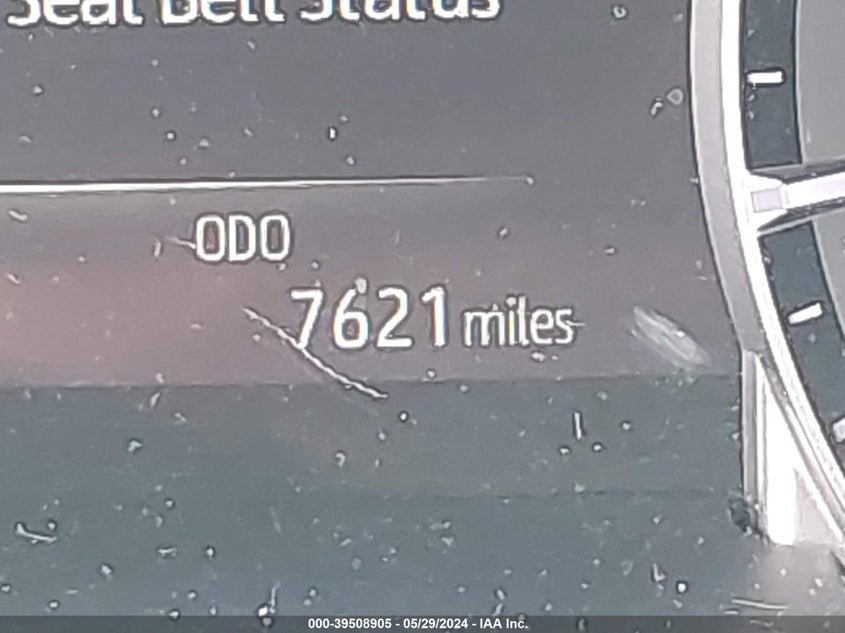 Seat Belt Status
ODO
7621 miles
000-39508905 - 05/29/2024 - IAA Inc.